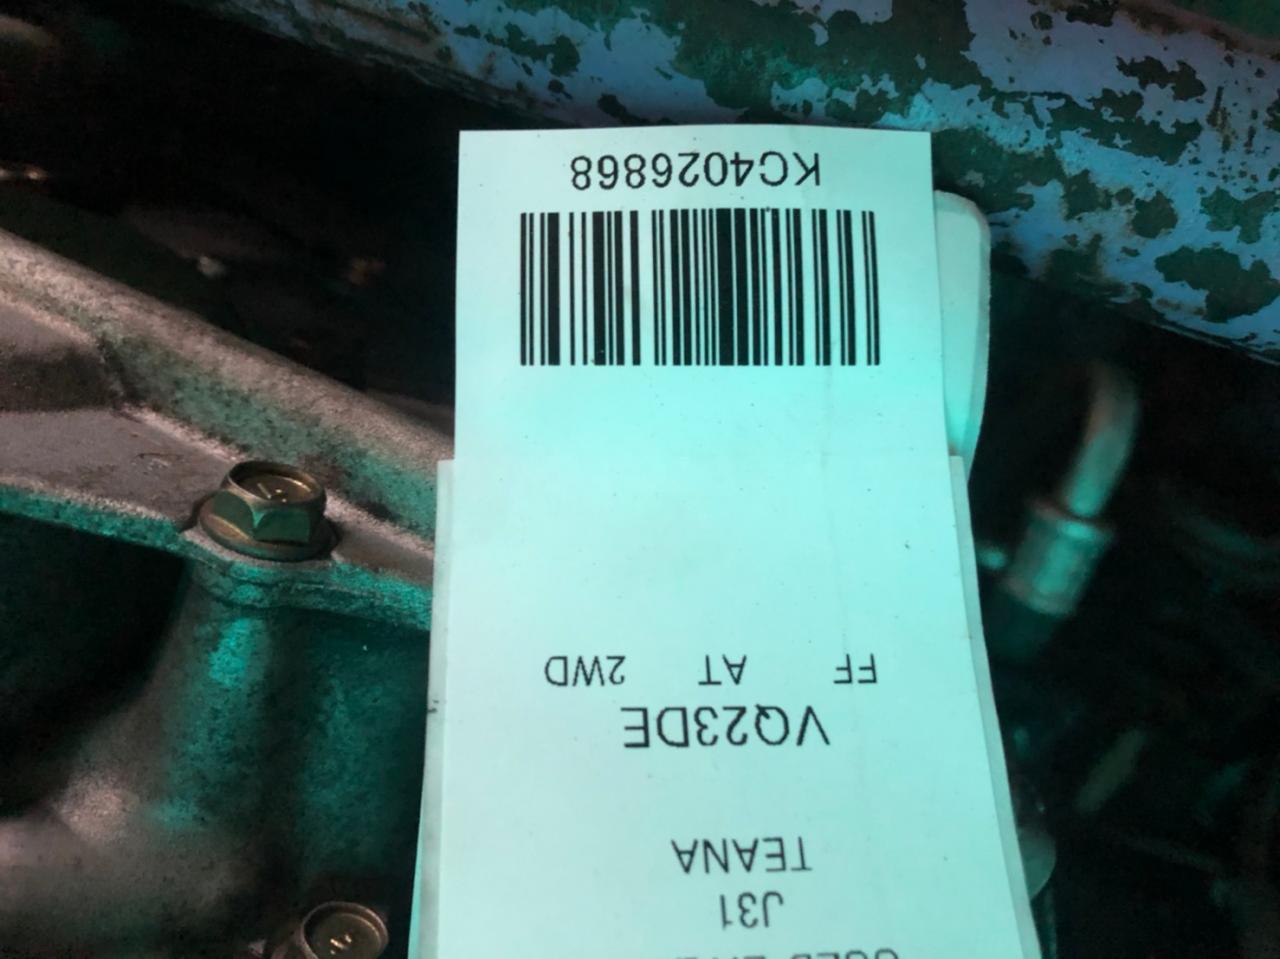 J31
TEANA
VQ23DE
FF AT 2WD
KC4026868